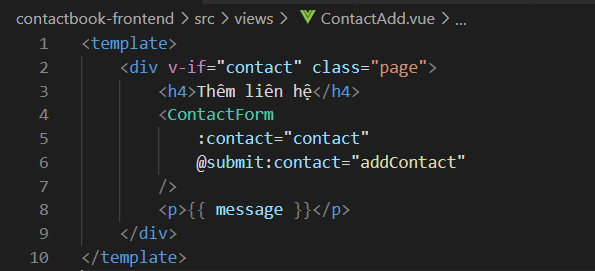 contactbook-frontend > src > views > ContactAdd.vue > ...
1 <template>
2 <div v-if="contact" class="page">
3 <h4>Thêm liên hệ</h4>
4 <ContactForm
5 :contact="contact"
6 @submit:contact="addContact"
7 />
8 <p>{{ message }}</p>
9 </div>
10 </template>